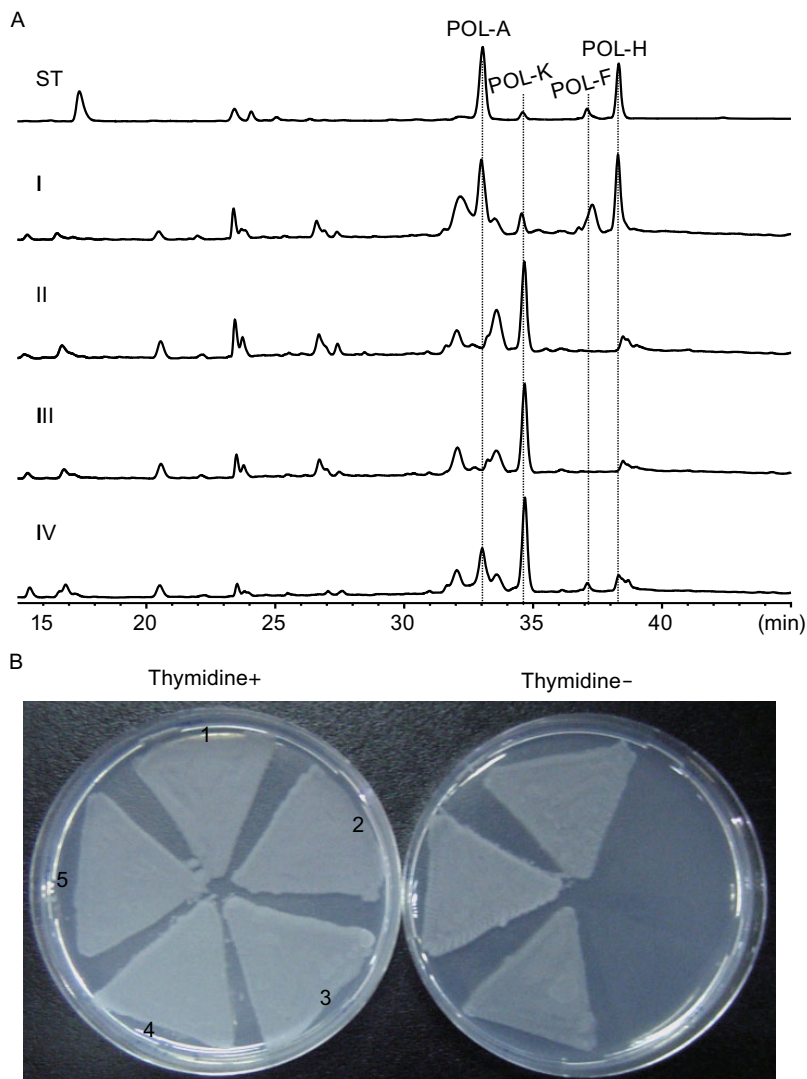 A
POL-A
POL-H
POL-K
POL-F
ST
I
II
III
IV
15 20 25 30 35 40 (min)
B
Thymidine+ Thymidine−
1
2
5
3
4